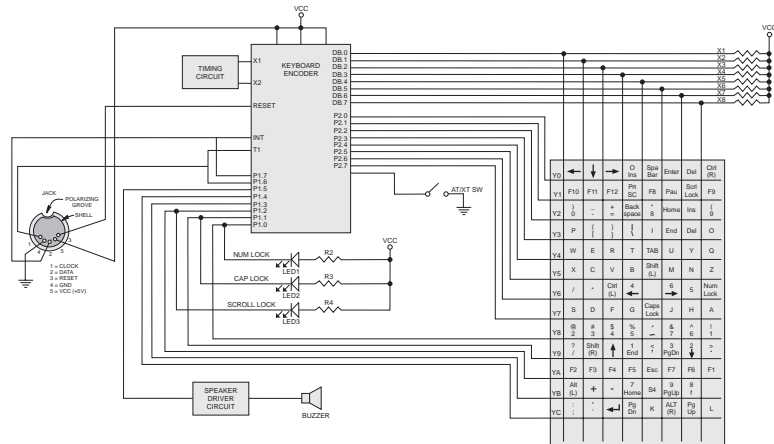 VCC
VCC
TIMING
CIRCUIT
X1
X2
KEYBOARD
ENCODER
RESET
INT
T1
P1.7
P1.6
P1.5
P1.4
P1.3
P1.2
P1.1
P1.0
DB.0
DB.1
DB.2
DB.3
DB.4
DB.5
DB.6
DB.7
P2.0
P2.1
P2.2
P2.3
P2.4
P2.5
P2.6
P2.7
X1
X2
X3
X4
X5
X6
X7
X8
AT/XT SW
JACK
POLARIZING
GROVE
SHELL
1
4
2
5
3
1 = CLOCK
2 = DATA
3 = RESET
4 = GND
5 = VCC (+5V)
VCC
NUM LOCK
LED1
R2
CAP LOCK
LED2
R3
SCROLL LOCK
LED3
R4
SPEAKER
DRIVER
CIRCUIT
BUZZER
Y0 O Ins Spa Bar Enter Del Ctrl (R)
Y1 F10 F11 F12 Prt SC F8 Pau Scrl Lock F9
Y2 ) 0 _ - + = Back space * 8 Home Ins ( 9
Y3 P { [ } ] | \ I End Del O
Y4 W E R T TAB U Y Q
Y5 X C V B Shift (L) M N Z
Y6 / Ctrl (L) 4 6 5 Num Lock
Y7 S D F G Caps Lock J H A
Y8 @ 2 # 3 $ 4 % 5 & 7 ^ 6 ! 1
Y9 ? / Shift (R) 1 End < , 3 PgDn 2 > .
YA F2 F3 F4 F5 Esc F7 F6 F1
YB Alt (L) + - 7 Home S4 9 PgUp 8
YC : ; Pg Dn K ALT (R) Pg Up L